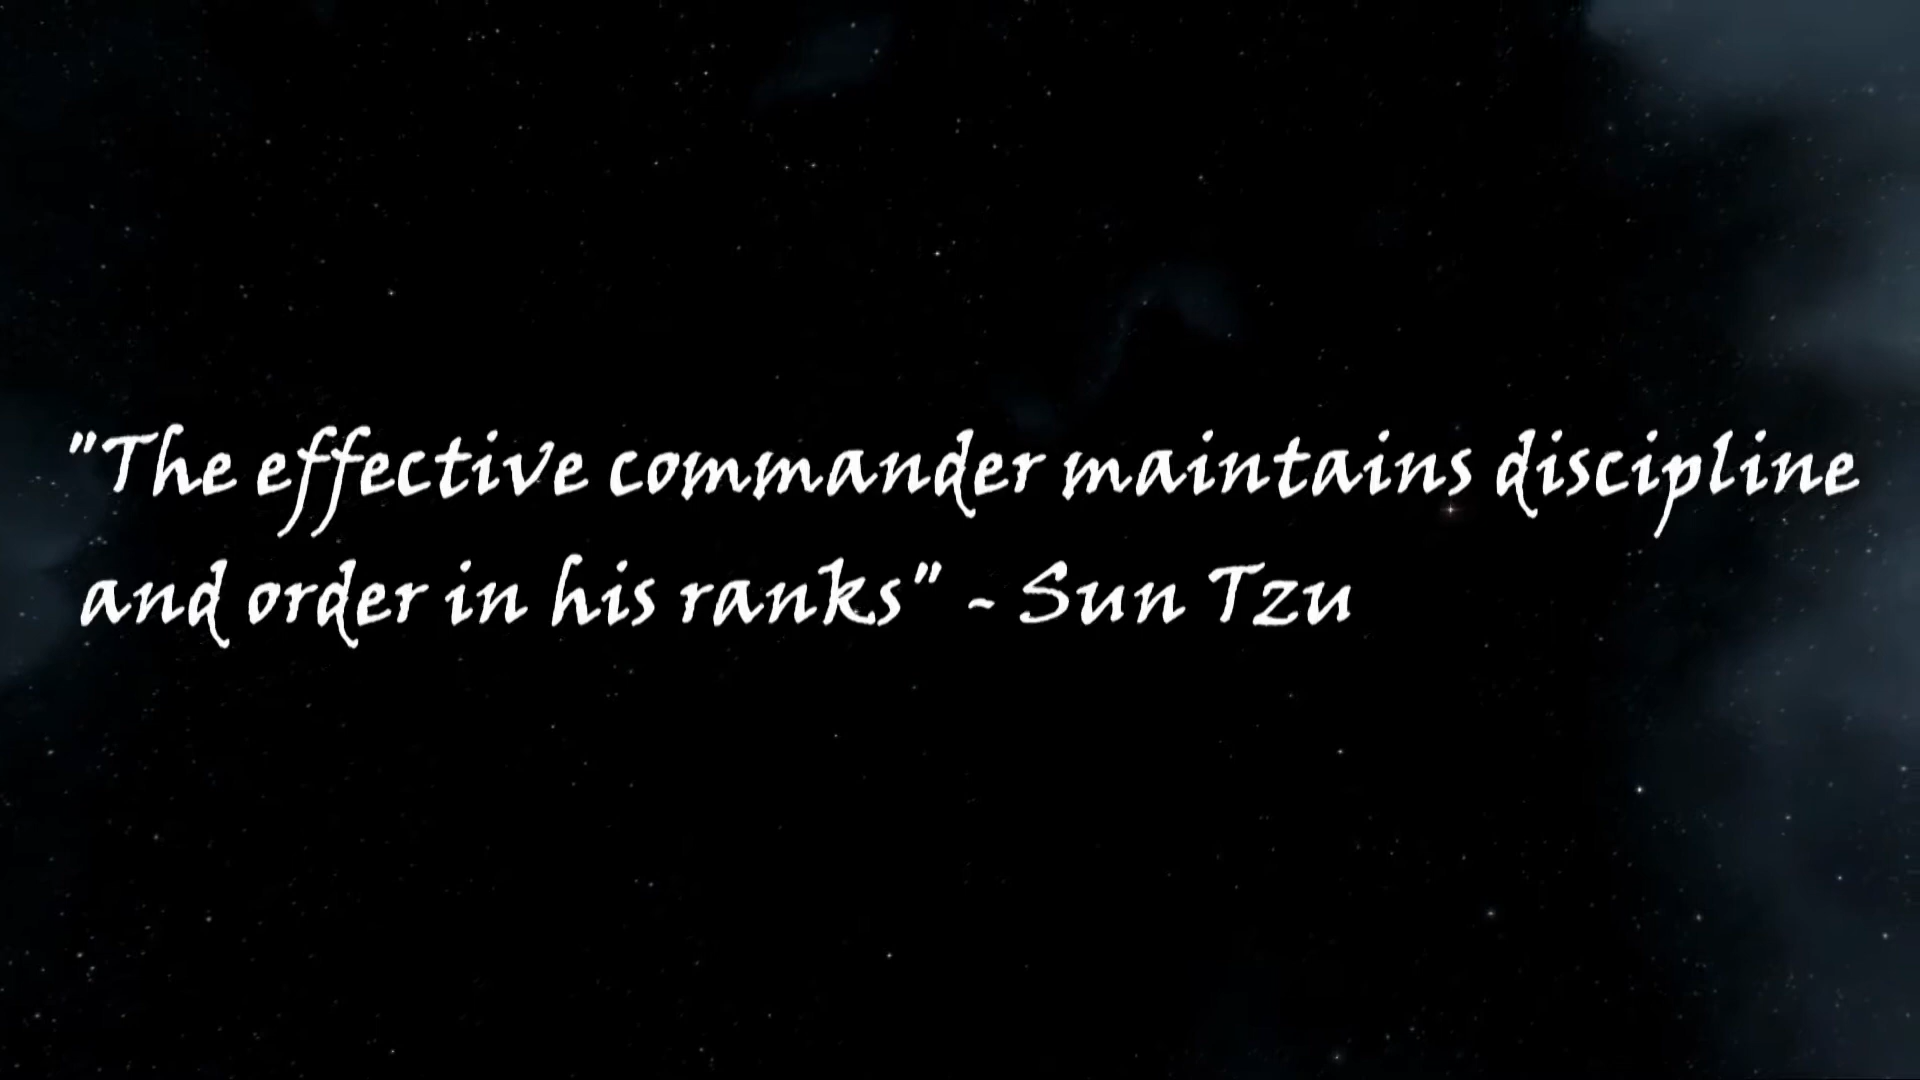 "The effective commander maintains discipline
and order in his ranks" - Sun Tzu